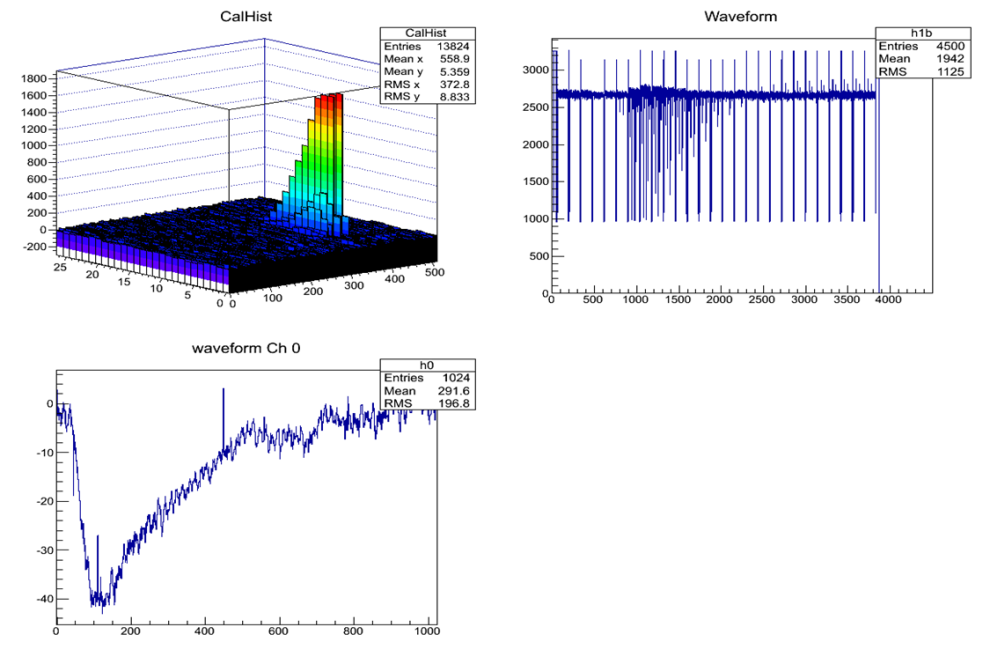 CalHist
CalHist
Entries 13824
Mean x 558.9
Mean y 5.359
RMS x 372.8
RMS y 8.833
1800
1600
1400
1200
1000
800
600
400
200
0
-200
25
20
15
10
5
0
0
100
200
300
400
500
Waveform
h1b
Entries 4500
Mean 1942
RMS 1125
3000
2500
2000
1500
1000
500
0
0 500 1000 1500 2000 2500 3000 3500 4000
waveform Ch 0
h0
Entries 1024
Mean 291.6
RMS 196.8
0
-10
-20
-30
-40
0 200 400 600 800 1000